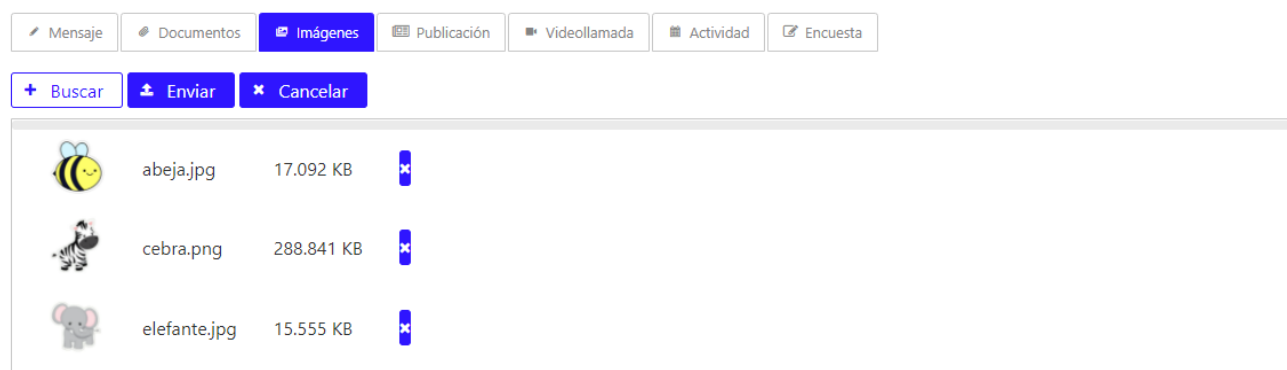 Mensaje Documentos Imágenes Publicación Videollamada Actividad Encuesta
Buscar Enviar Cancelar
abeja.jpg 17.092 KB
cebra.png 288.841 KB
elefante.jpg 15.555 KB